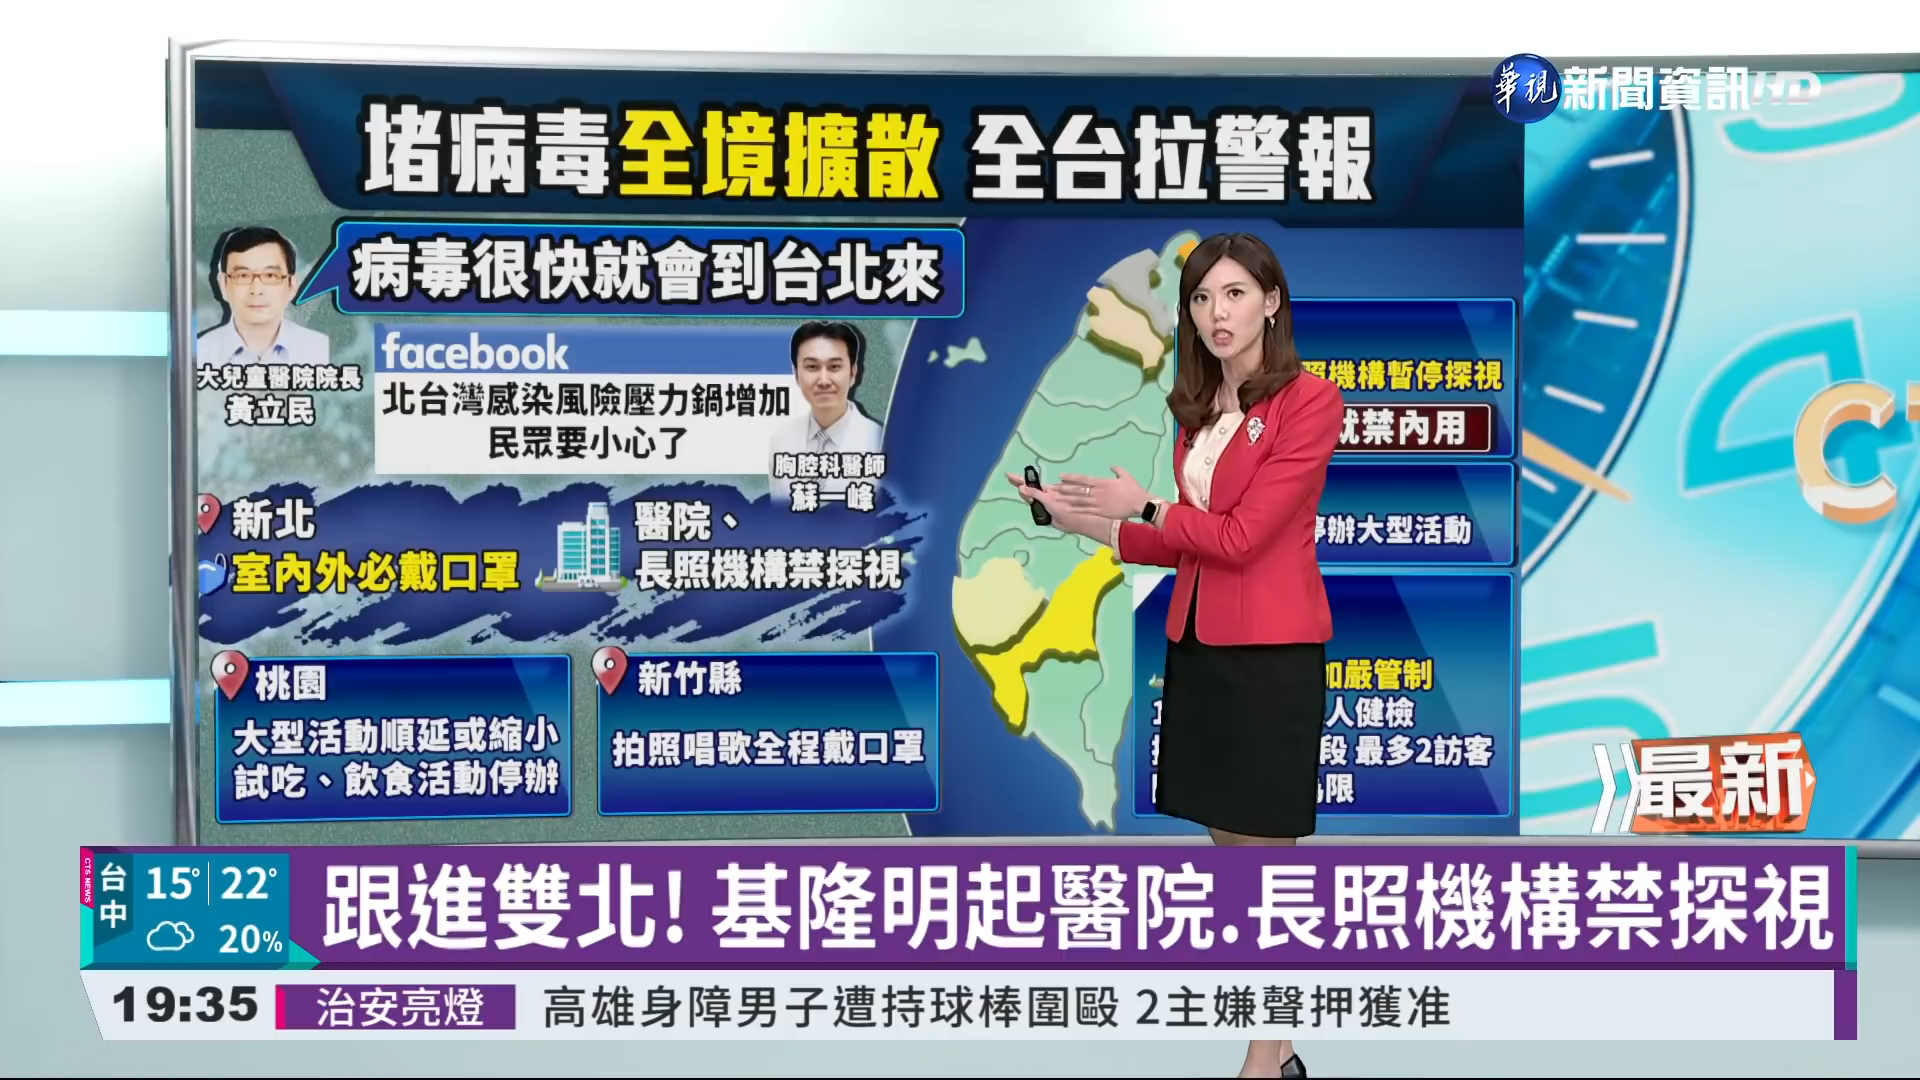 華視 新聞資訊 HD
堵病毒全境擴散 全台拉警報
病毒很快就會到台北來
大兒童醫院院長
黃立民
facebook
北台灣感染風險壓力鍋增加
民眾要小心了
胸腔科醫師
蘇一峰
新北
室內外必戴口罩
醫院、
長照機構禁探視
桃園
大型活動順延或縮小
試吃、飲食活動停辦
新竹縣
拍照唱歌全程戴口罩
照機構暫停探視
就禁內用
停辦大型活動
加嚴管制
人健檢
段 最多2訪客
為限
最新
CTS NEWS
台中
15° 22°
20%
跟進雙北! 基隆明起醫院.長照機構禁探視
19:35
治安亮燈
高雄身障男子遭持球棒圍毆 2主嫌聲押獲准